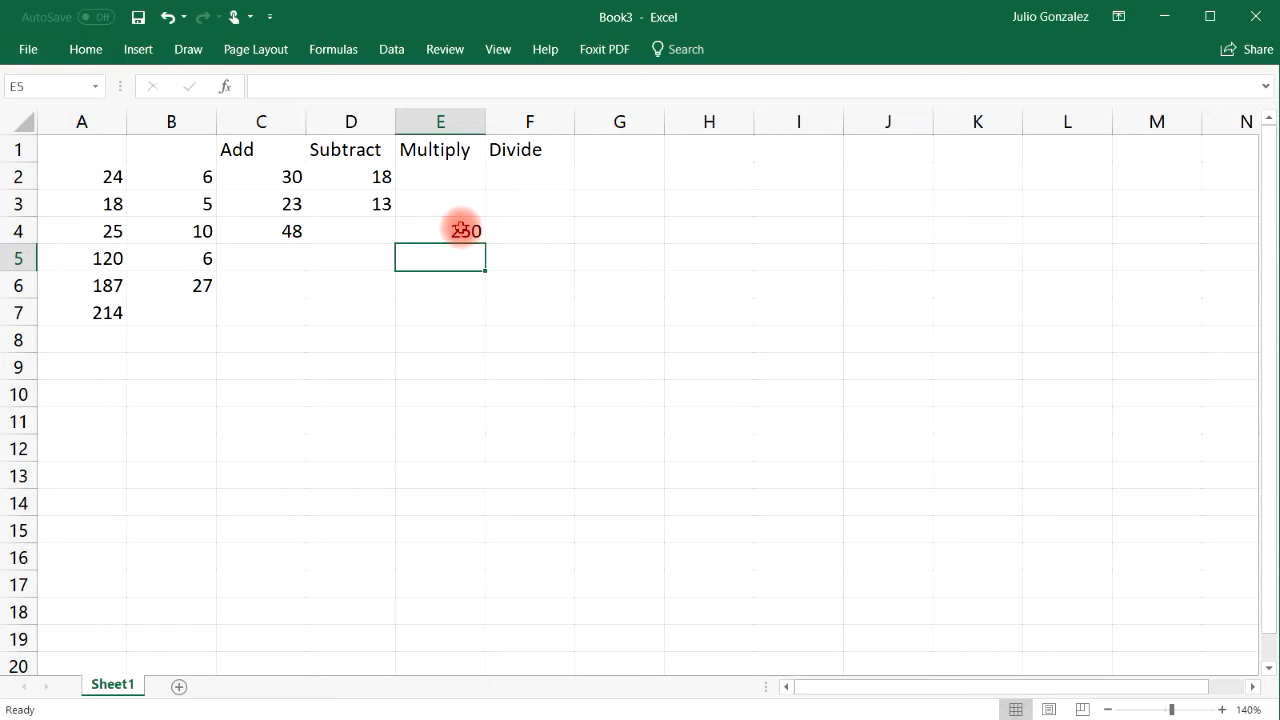 AutoSave Off Book3 - Excel Julio Gonzalez
File Home Insert Draw Page Layout Formulas Data Review View Help Foxit PDF Search Share
E5 fx
A B C D E F G H I J K L M N
1 Add Subtract Multiply Divide
2 24 6 30 18
3 18 5 23 13
4 25 10 48 250
5 120 6
6 187 27
7 214
8
9
10
11
12
13
14
15
16
17
18
19
20
Sheet1
Ready 140%